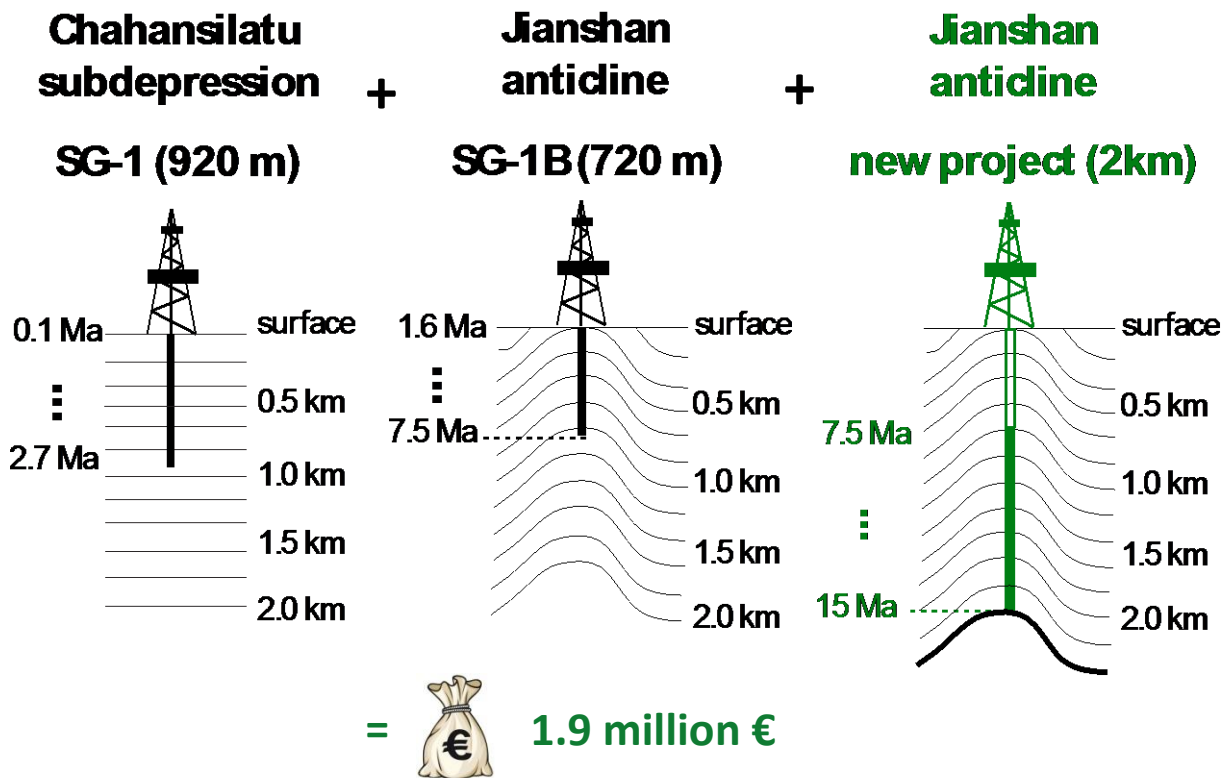 Chahansilatu
subdepression
+
Jianshan
anticline
+
Jianshan
anticline
SG-1 (920 m)
SG-1B (720 m)
new project (2km)
0.1 Ma
surface
⋮
0.5 km
2.7 Ma
1.0 km
1.5 km
2.0 km
1.6 Ma
surface
⋮
0.5 km
7.5 Ma
1.0 km
1.5 km
2.0 km
surface
0.5 km
7.5 Ma
1.0 km
⋮
1.5 km
15 Ma
2.0 km
= € 1.9 million €